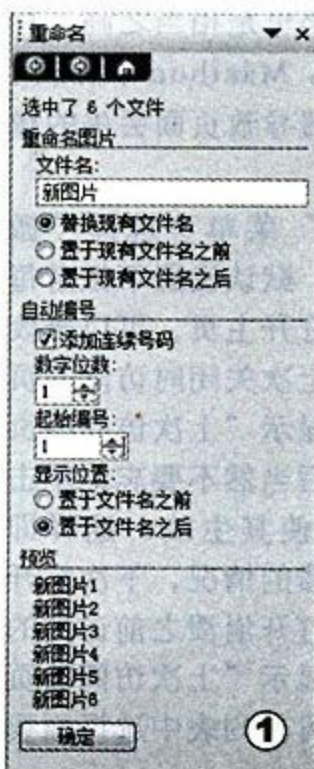 重命名
选中了 6 个文件
重命名图片
文件名:
新图片
替换现有文件名
置于现有文件名之前
置于现有文件名之后
自动编号
添加连续号码
数字位数:
1
起始编号:
1
显示位置:
置于文件名之前
置于文件名之后
预览
新图片1
新图片2
新图片3
新图片4
新图片5
新图片6
确定
①